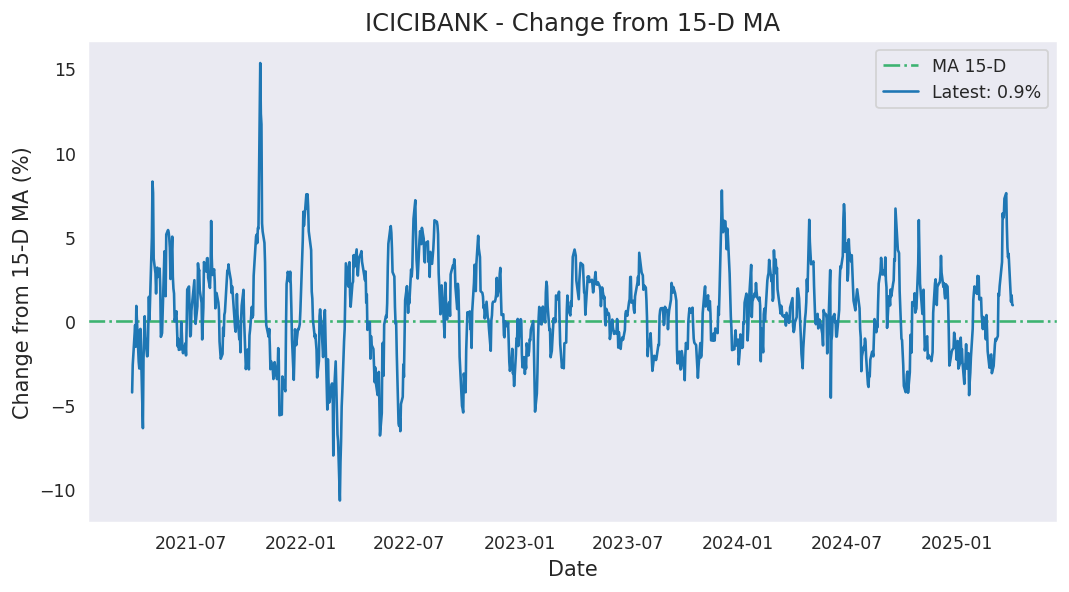 ICICIBANK - Change from 15-D MA
MA 15-D
Latest: 0.9%
Change from 15-D MA (%)
15
10
5
0
−5
−10
2021-07
2022-01
2022-07
2023-01
2023-07
2024-01
2024-07
2025-01
Date